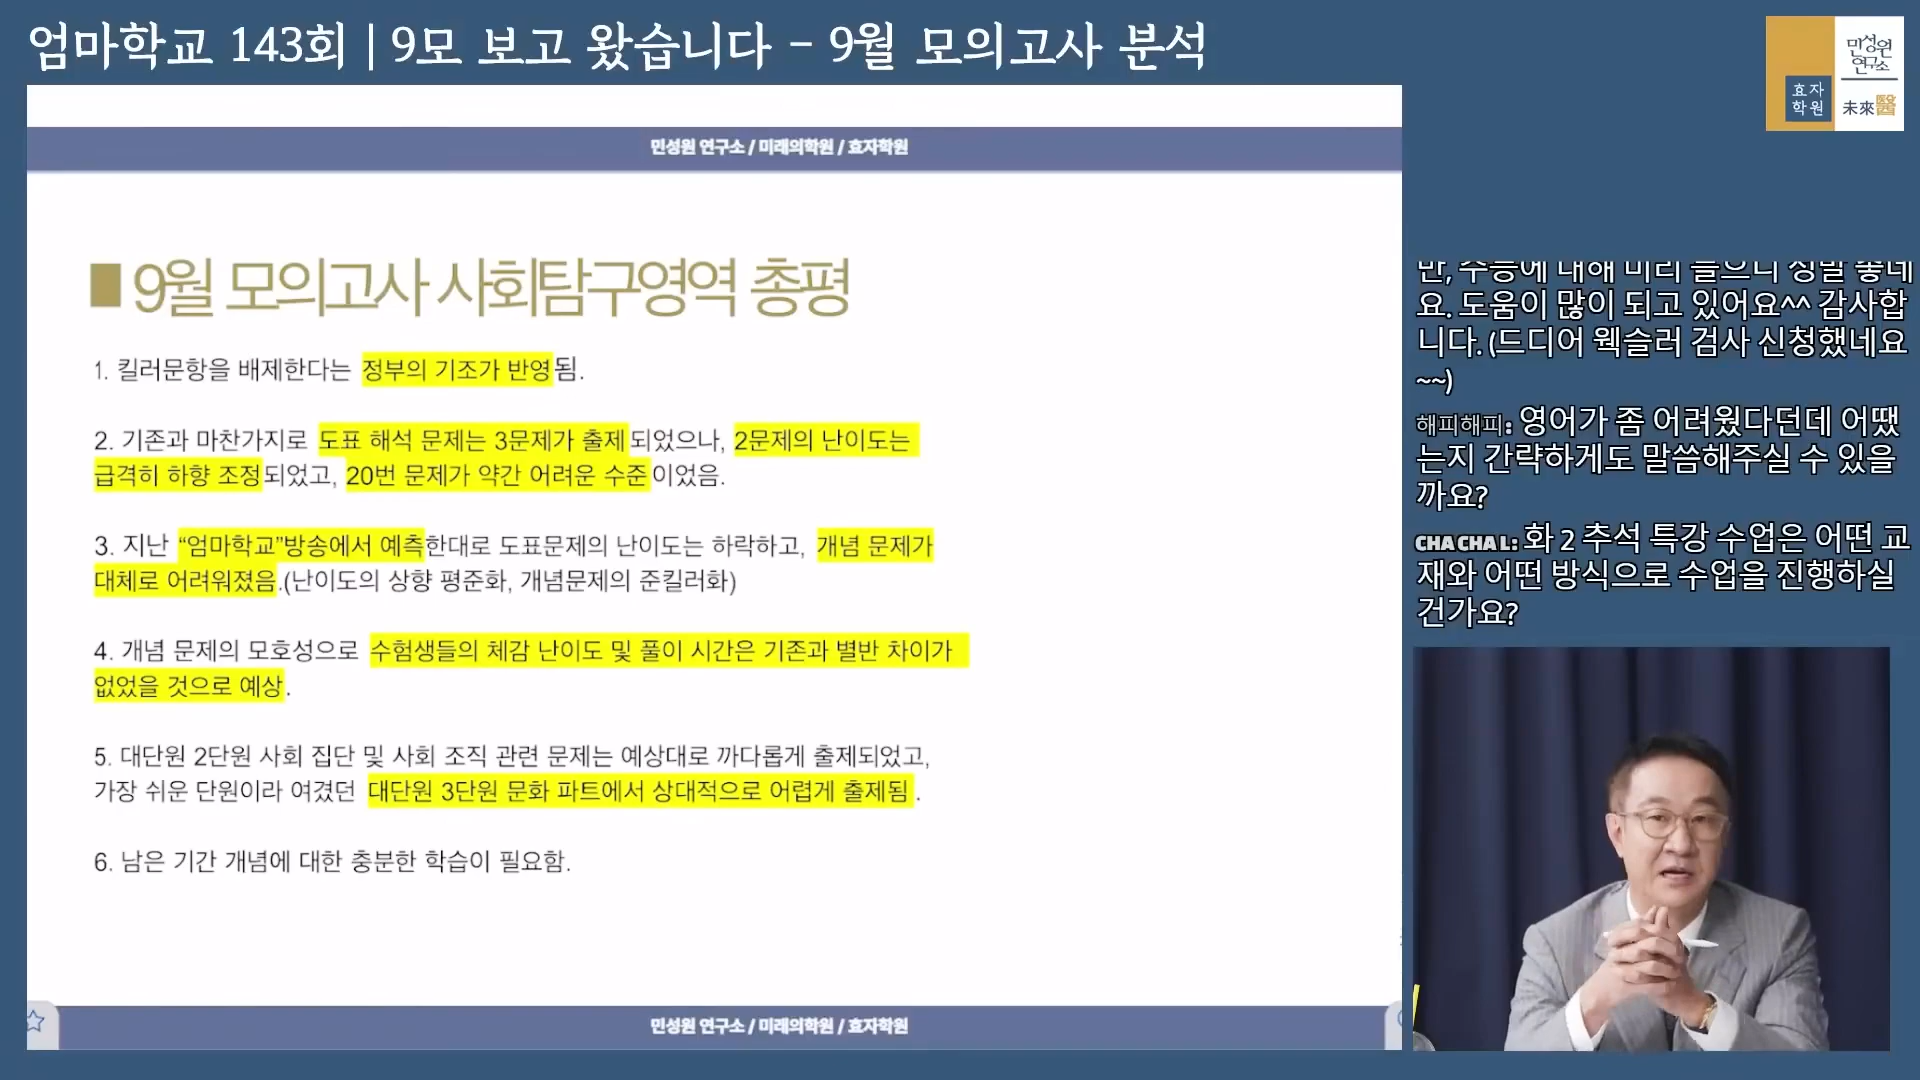 엄마학교 143회 | 9모 보고 왔습니다 - 9월 모의고사 분석
민성원
연구소
효자
학원
未來醫
민성원 연구소 / 미래의학원 / 효자학원
■ 9월 모의고사 사회탐구영역 총평
1. 킬러문항을 배제한다는 정부의 기조가 반영됨.
2. 기존과 마찬가지로 도표 해석 문제는 3문제가 출제되었으나, 2문제의 난이도는
급격히 하향 조정되었고, 20번 문제가 약간 어려운 수준이었음.
3. 지난 “엄마학교”방송에서 예측한대로 도표문제의 난이도는 하락하고, 개념 문제가
대체로 어려워졌음.(난이도의 상향 평준화, 개념문제의 준킬러화)
4. 개념 문제의 모호성으로 수험생들의 체감 난이도 및 풀이 시간은 기존과 별반 차이가
없었을 것으로 예상.
5. 대단원 2단원 사회 집단 및 사회 조직 관련 문제는 예상대로 까다롭게 출제되었고,
가장 쉬운 단원이라 여겼던 대단원 3단원 문화 파트에서 상대적으로 어렵게 출제됨.
6. 남은 기간 개념에 대한 충분한 학습이 필요함.
민성원 연구소 / 미래의학원 / 효자학원
만, 수능에 대해 미리 들으니 정말 좋네
요. 도움이 많이 되고 있어요^^ 감사합
니다. (드디어 웩슬러 검사 신청했네요
~~)
해피해피: 영어가 좀 어려웠다던데 어땠
는지 간략하게도 말씀해주실 수 있을
까요?
CHA CHA L: 화 2 추석 특강 수업은 어떤 교
재와 어떤 방식으로 수업을 진행하실
건가요?